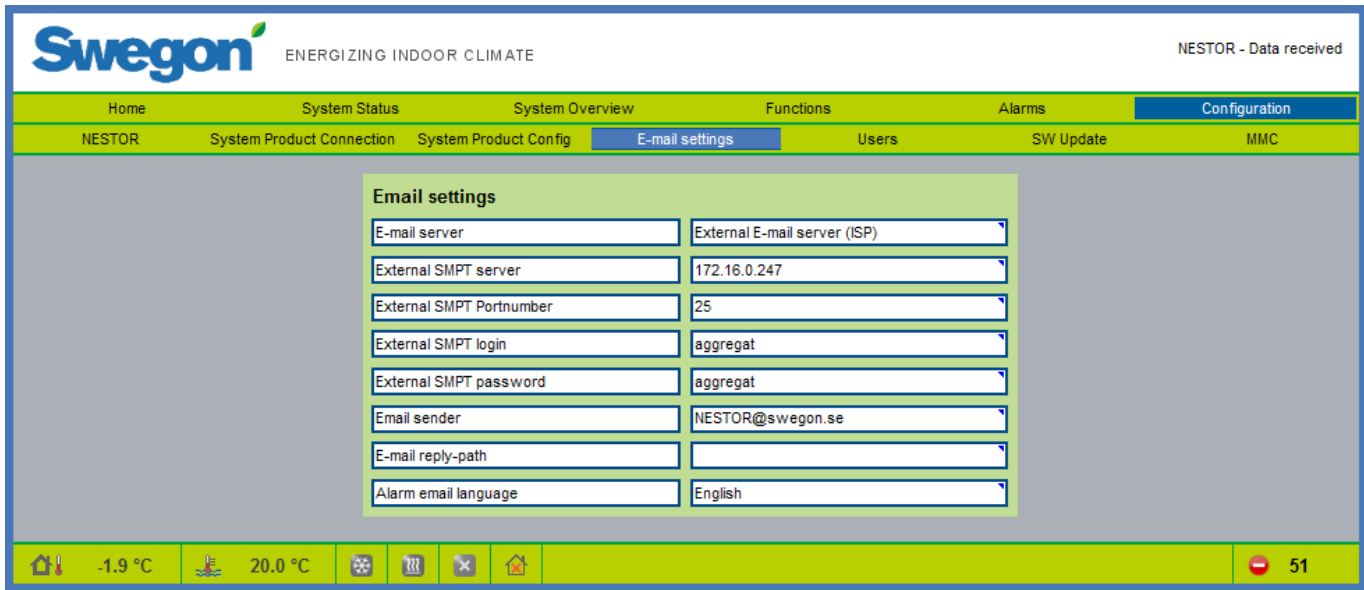 Swegon ENERGIZING INDOOR CLIMATE NESTOR - Data received
Home System Status System Overview Functions Alarms Configuration
NESTOR System Product Connection System Product Config E-mail settings Users SW Update MMC
Email settings
E-mail server External E-mail server (ISP)
External SMPT server 172.16.0.247
External SMPT Portnumber 25
External SMPT login aggregat
External SMPT password aggregat
Email sender NESTOR@swegon.se
E-mail reply-path
Alarm email language English
-1.9 °C 20.0 °C 51